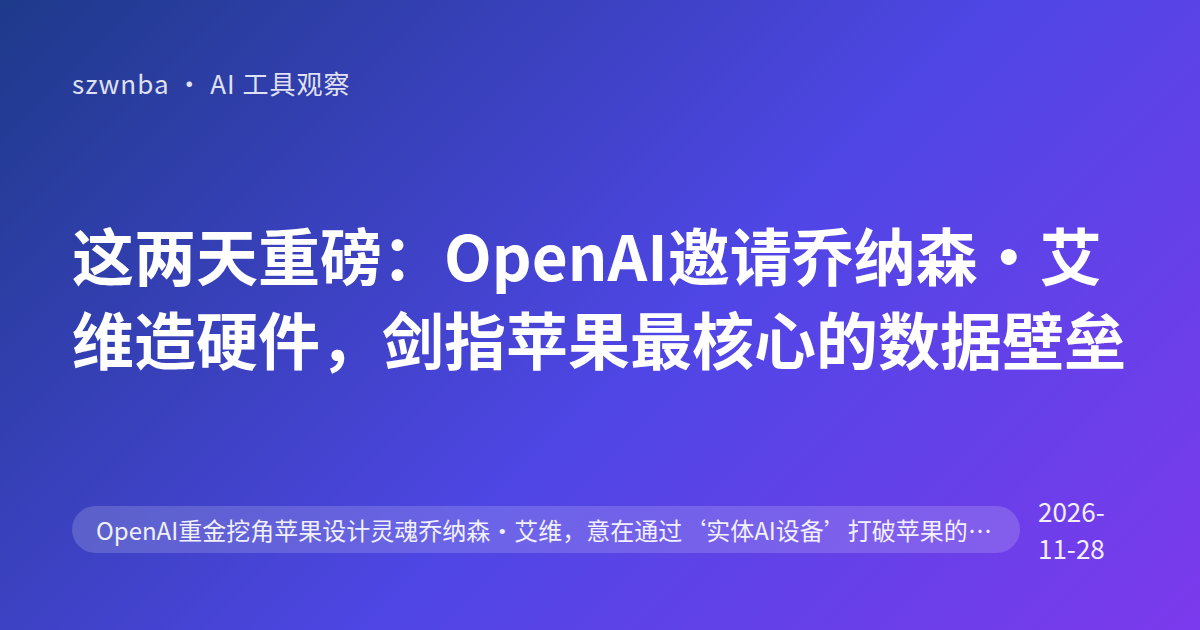 szwnba · AI 工具观察
这两天重磅：OpenAI邀请乔纳森·艾
维造硬件，剑指苹果最核心的数据壁垒
OpenAI重金挖角苹果设计灵魂乔纳森·艾维，意在通过‘实体AI设备’打破苹果的…
2026-
11-28